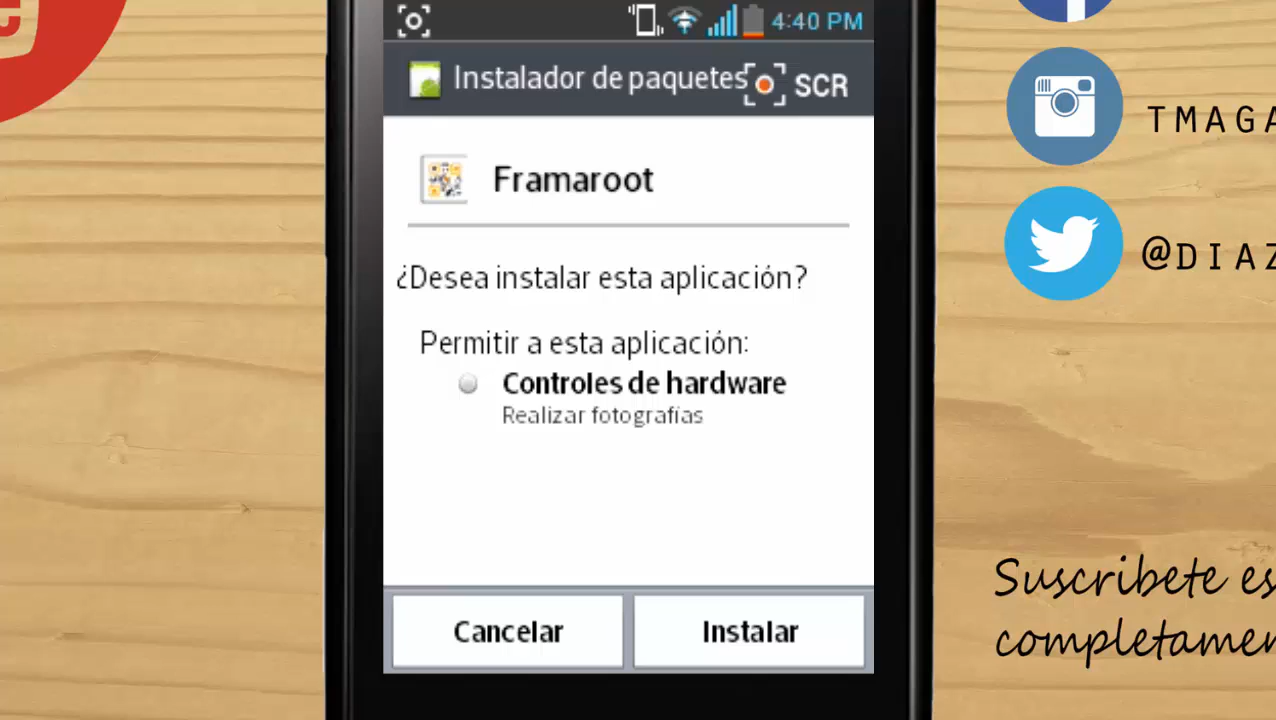 4:40 PM
Instalador de paquetes
SCR
Framaroot
¿Desea instalar esta aplicación?
Permitir a esta aplicación:
Controles de hardware
Realizar fotografías
Cancelar
Instalar
TMAGA
@DIAZ
Suscribete es
completamen